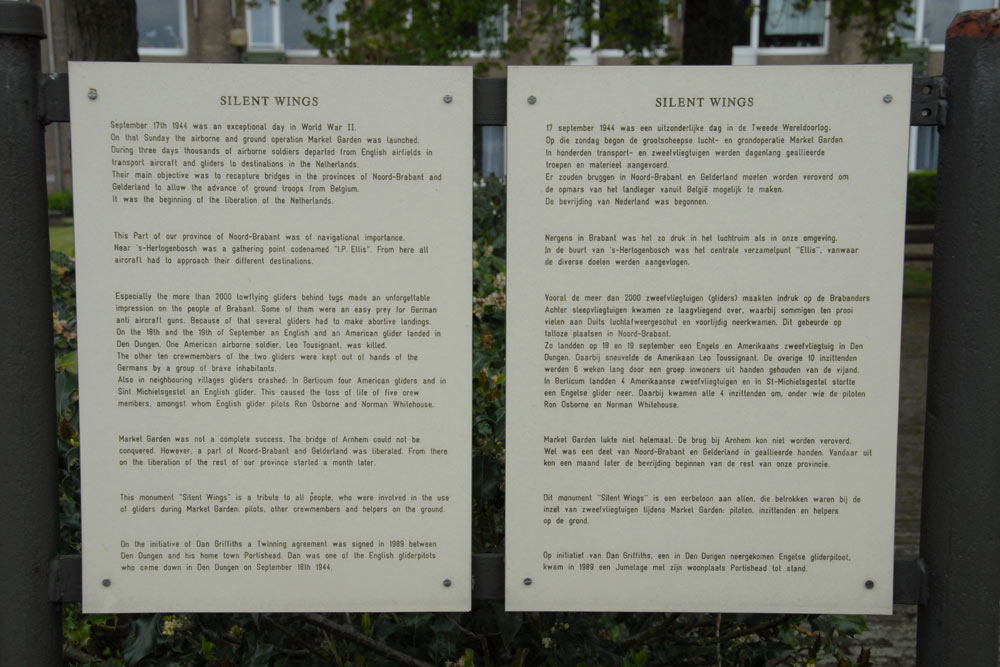 SILENT WINGS
September 17th 1944 was an exceptional day in World War II.
On that Sunday the airborne and ground operation Market Garden was launched.
During three days thousands of airborne soldiers departed from English airfields in
transport aircraft and gliders to destinations in the Netherlands.
Their main objective was to recapture bridges in the provinces of Noord-Brabant and
Gelderland to allow the advance of ground troops from Belgium.
It was the beginning of the liberation of the Netherlands.
This Part of our province of Noord-Brabant was of navigational importance.
Near 's-Hertogenbosch was a gathering point codenamed "I.P. Ellis". From here all
aircraft had to approach their different destinations.
Especially the more than 2000 lowflying gliders behind tugs made an unforgettable
impression on the people of Brabant. Some of them were an easy prey for German
anti aircraft guns. Because of that several gliders had to make abortive landings.
On the 18th and the 19th of September an English and an American glider landed in
Den Dungen. One American airborne soldier, Leo Tousignant, was killed.
The other ten crewmembers of the two gliders were kept out of hands of the
Germans by a group of brave inhabitants.
Also in neighbouring villages gliders crashed: In Berlicum four American gliders and in
Sint Michielsgestel an English glider. This caused the loss of life of five crew
members, amongst whom English glider pilots Ron Osborne and Norman Whitehouse.
Market Garden was not a complete success. The bridge of Arnhem could not be
conquered. However, a part of Noord-Brabant and Gelderland was liberated. From there
on the liberation of the rest of our province started a month later.
This monument "Silent Wings" is a tribute to all people, who were involved in the use
of gliders during Market Garden: pilots, other crewmembers and helpers on the ground.
On the initiative of Dan Griffiths a Twinning agreement was signed in 1989 between
Den Dungen and his home town Portishead. Dan was one of the English gliderpilots
who came down in Den Dungen on September 18th 1944.
SILENT WINGS
17 september 1944 was een uitzonderlijke dag in de Tweede Wereldoorlog.
Op die zondag begon de grootscheepse lucht- en grondoperatie Market Garden.
In honderden transport- en zweefvliegtuigen werden dagenlang geallieerde
troepen en materieel aangevoerd.
Er zouden bruggen in Noord-Brabant en Gelderland moeten worden veroverd om
de opmars van het landleger vanuit België mogelijk te maken.
De bevrijding van Nederland was begonnen.
Nergens in Brabant was het zo druk in het luchtruim als in onze omgeving.
In de buurt van 's-Hertogenbosch was het centrale verzamelpunt "Ellis", vanwaar
de diverse doelen werden aangevlogen.
Vooral de meer dan 2000 zweefvliegtuigen (gliders) maakten indruk op de Brabanders
Achter sleepvliegtuigen kwamen ze laagvliegend over, waarbij sommigen ten prooi
vielen aan Duits luchtafweergeschut en voortijdig neerkwamen. Dit gebeurde op
talloze plaatsen in Noord-Brabant.
Zo landden op 18 en 19 september een Engels en Amerikaans zweefvliegtuig in Den
Dungen. Daarbij sneuvelde de Amerikaan Leo Toussignant. De overige 10 inzittenden
werden 6 weken lang door een groep inwoners uit handen gehouden van de vijand.
In Berlicum landden 4 Amerikaanse zweefvliegtuigen en in St-Michielsgestel stortte
een Engelse glider neer. Daarbij kwamen alle 4 inzittenden om, onder wie de piloten
Ron Osborne en Norman Whitehouse.
Market Garden lukte niet helemaal. De brug bij Arnhem kon niet worden veroverd.
Wel was een deel van Noord-Brabant en Gelderland in geallieerde handen. Vandaar uit
kon een maand later de bevrijding beginnen van de rest van onze provincie.
Dit monument "Silent Wings" is een eerbetoon aan allen, die betrokken waren bij de
inzet van zweefvliegtuigen tijdens Market Garden: piloten, inzittenden en helpers
op de grond.
Op initiatief van Dan Griffiths, een in Den Dungen neergekomen Engelse gliderpiloot,
kwam in 1989 een Jumelage met zijn woonplaats Portishead tot stand.